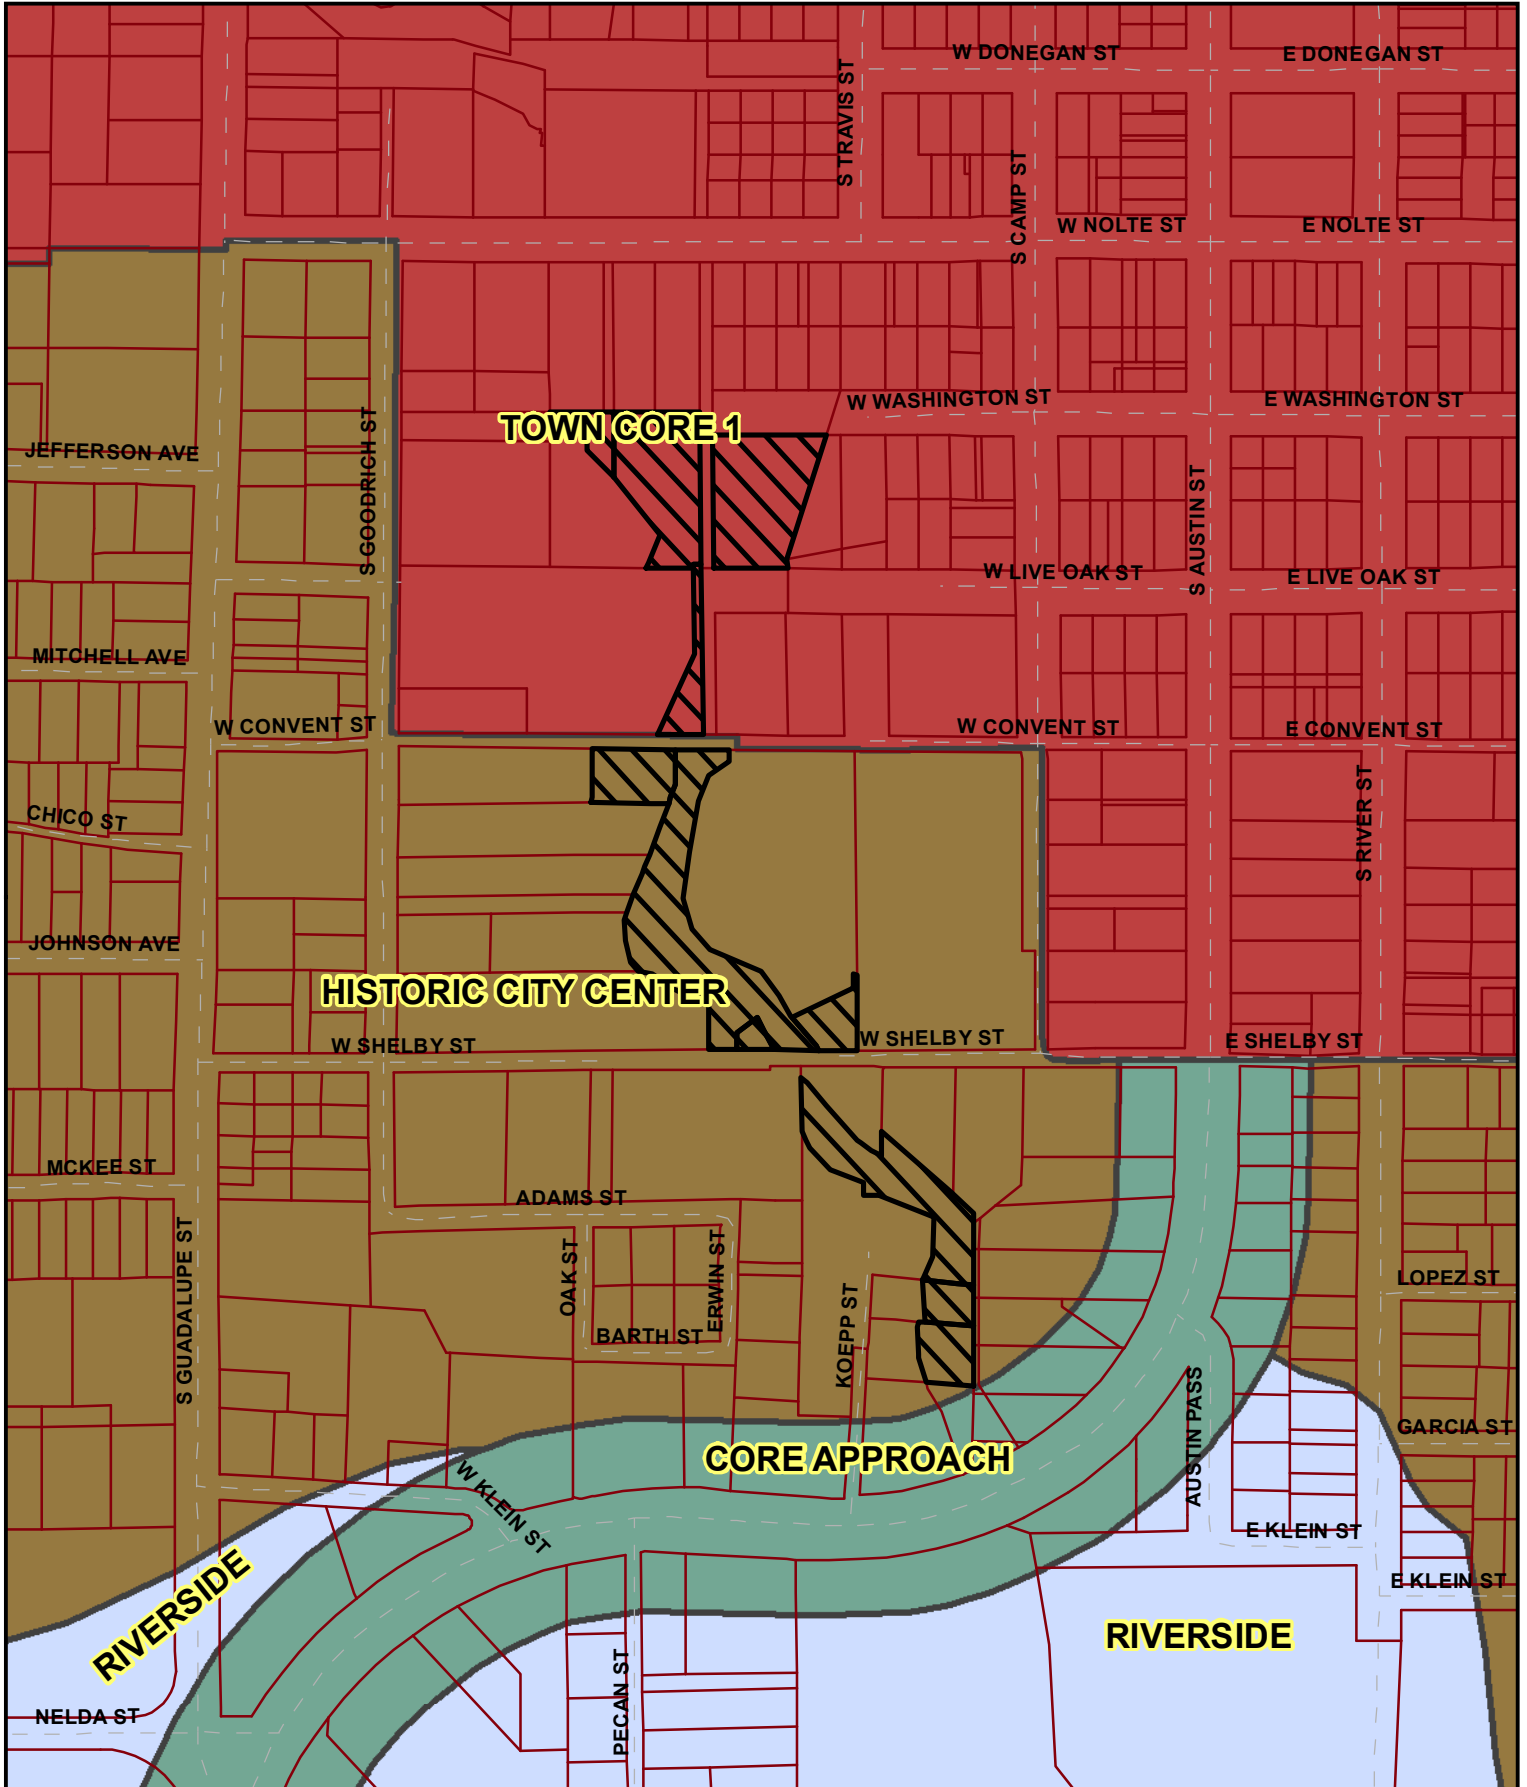 W DONEGAN ST
E DONEGAN ST
S TRAVIS ST
S CAMP ST
W NOLTE ST
E NOLTE ST
W WASHINGTON ST
E WASHINGTON ST
TOWN CORE 1
JEFFERSON AVE
S GOODRICH ST
S AUSTIN ST
W LIVE OAK ST
E LIVE OAK ST
MITCHELL AVE
W CONVENT ST
W CONVENT ST
E CONVENT ST
CHICO ST
S RIVER ST
JOHNSON AVE
HISTORIC CITY CENTER
W SHELBY ST
W SHELBY ST
E SHELBY ST
MCKEE ST
ADAMS ST
S GUADALUPE ST
OAK ST
ERWIN ST
BARTH ST
KOEPP ST
LOPEZ ST
AUSTIN PASS
GARCIA ST
CORE APPROACH
W KLEIN ST
E KLEIN ST
E KLEIN ST
RIVERSIDE
RIVERSIDE
PECAN ST
NELDA ST